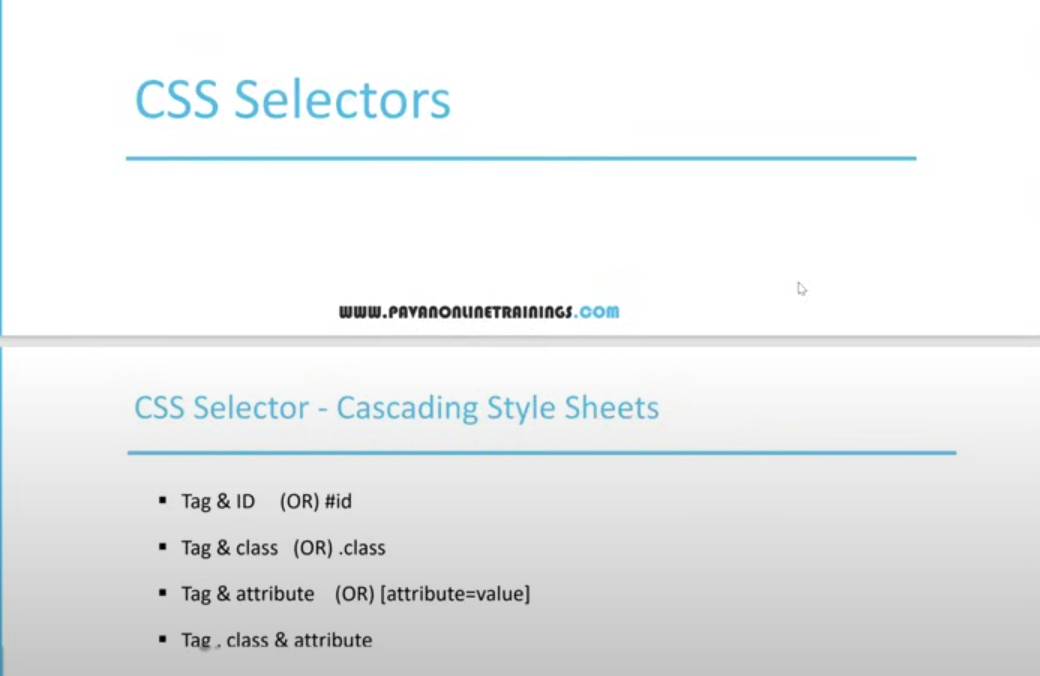 CSS Selectors
WWW.PAVANONLINETRAININGS.COM
CSS Selector - Cascading Style Sheets
▪ Tag & ID (OR) #id
▪ Tag & class (OR) .class
▪ Tag & attribute (OR) [attribute=value]
▪ Tag , class & attribute